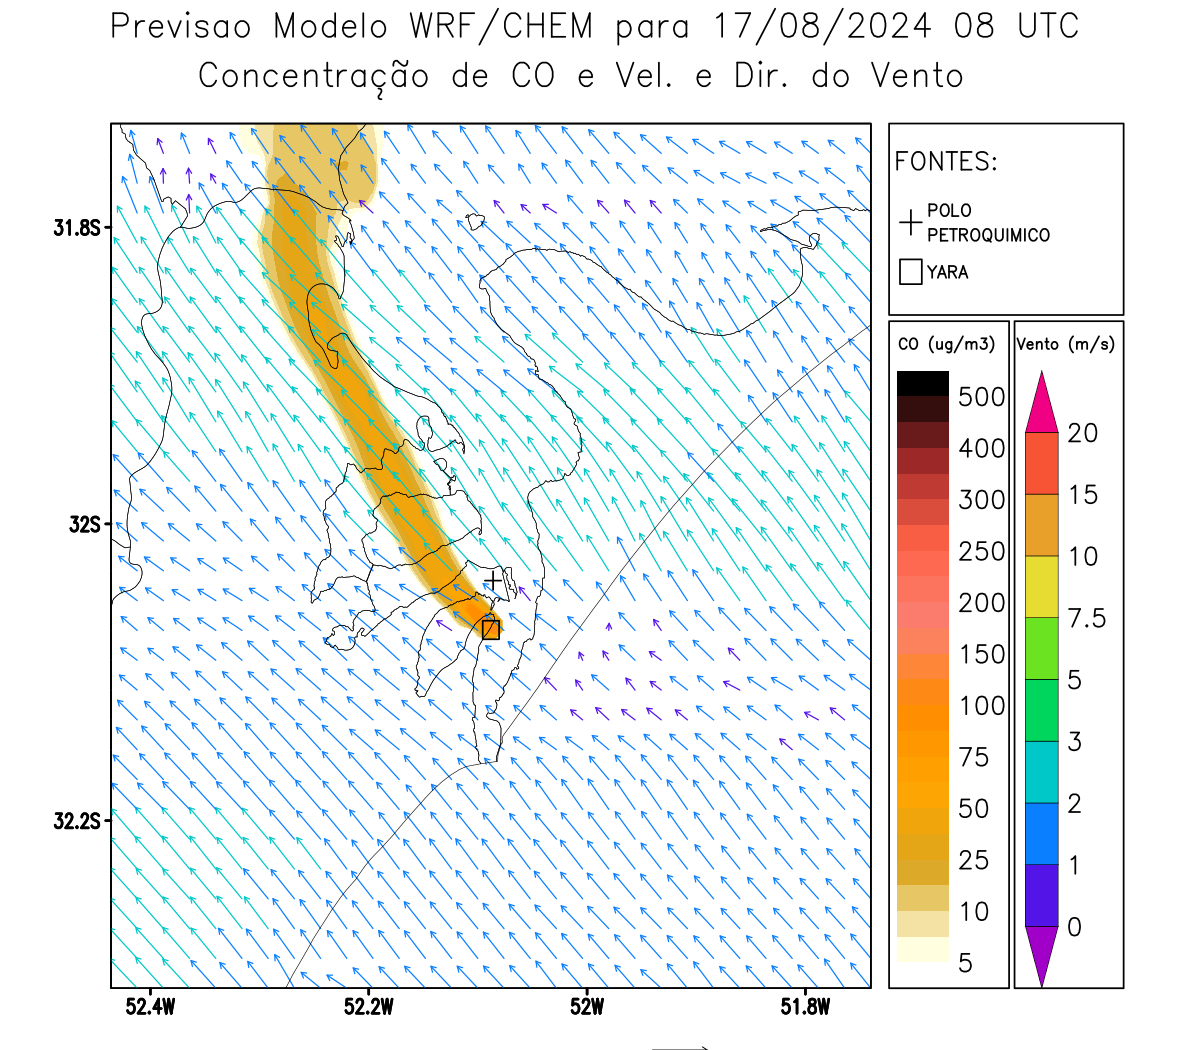 Previsao Modelo WRF/CHEM para 17/08/2024 08 UTC
Concentração de CO e Vel. e Dir. do Vento
FONTES:
POLO
PETROQUIMICO
YARA
31.8S
32S
32.2S
52.4W
52.2W
52W
51.8W
CO (ug/m3)
500
400
300
250
200
150
100
75
50
25
10
5
Vento (m/s)
20
15
10
7.5
5
3
2
1
0